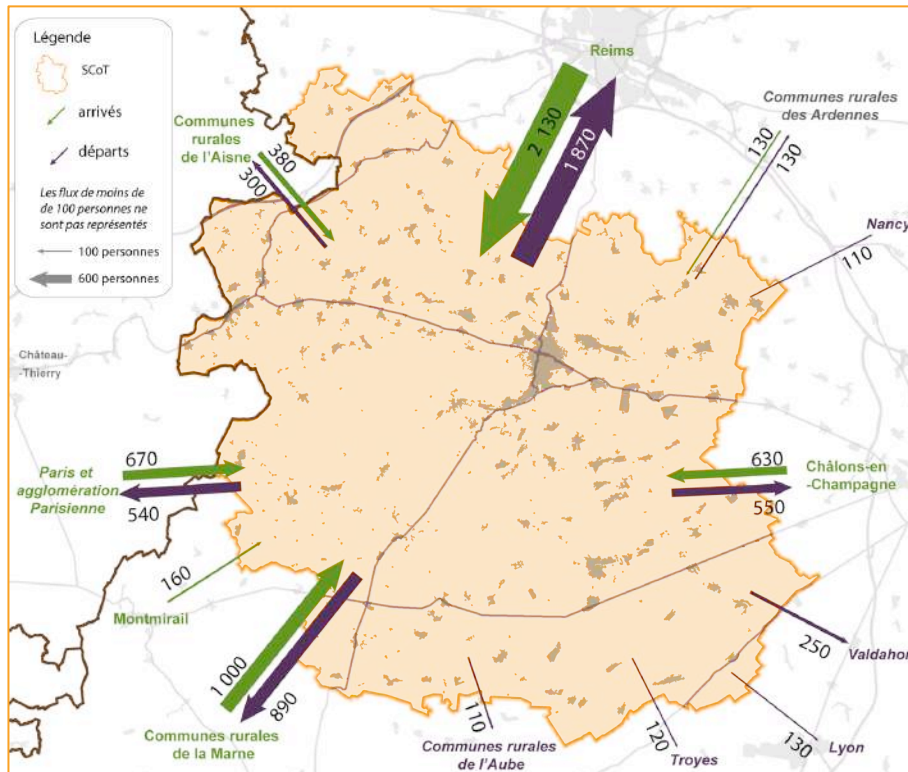 Légende
SCoT
arrivés
départs
Les flux de moins de
de 100 personnes ne
sont pas représentés
100 personnes
600 personnes
Reims
2 130
1 870
Communes rurales
des Ardennes
130
130
Communes
rurales
de l'Aisne
380
300
Nancy
110
Château-
-Thierry
670
Paris et
agglomération
Parisienne
540
630
Châlons-en
-Champagne
550
160
Montmirail
250
Valdahon
1 000
890
Communes rurales
de la Marne
110
Communes rurales
de l'Aube
120
Troyes
130
Lyon